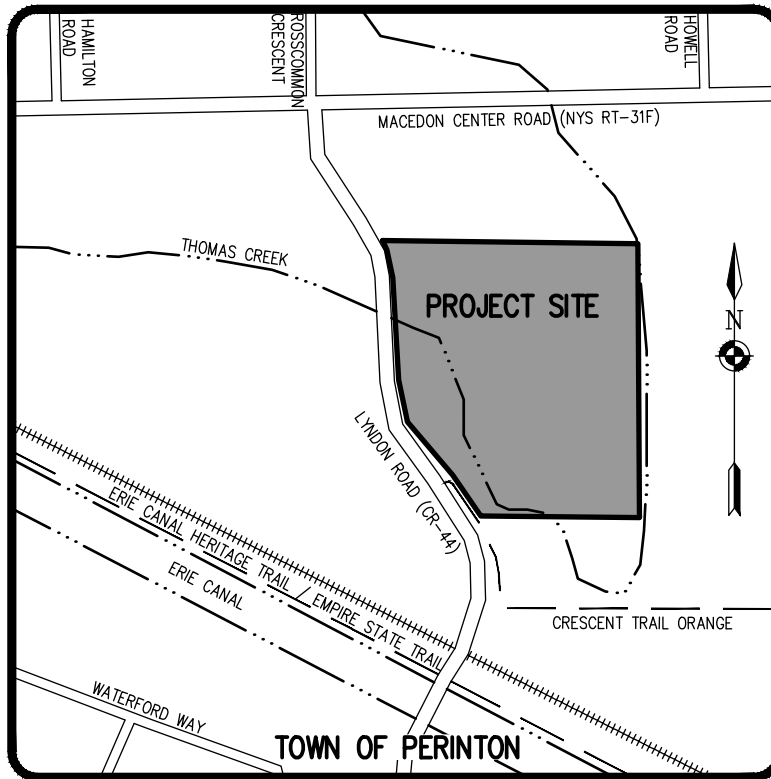 HAMILTON
ROAD
ROSSCOMMON
CRESCENT
HOWELL
ROAD
MACEDON CENTER ROAD (NYS RT-31F)
THOMAS CREEK
PROJECT SITE
N
LYNDON ROAD (CR-44)
ERIE CANAL HERITAGE TRAIL / EMPIRE STATE TRAIL
ERIE CANAL
CRESCENT TRAIL ORANGE
WATERFORD WAY
TOWN OF PERINTON